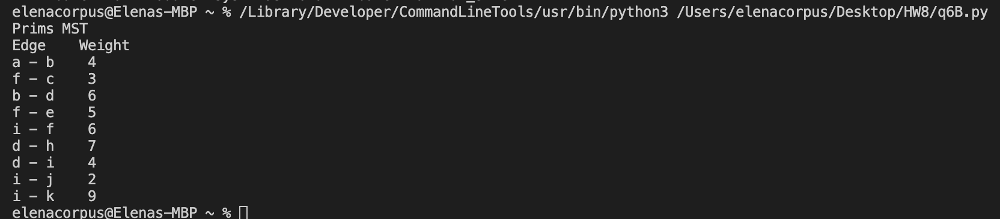 elenacorpus@Elenas-MBP ~ % /Library/Developer/CommandLineTools/usr/bin/python3 /Users/elenacorpus/Desktop/HW8/q6B.py
Prims MST
Edge    Weight
a - b    4
f - c    3
b - d    6
f - e    5
i - f    6
d - h    7
d - i    4
i - j    2
i - k    9
elenacorpus@Elenas-MBP ~ %